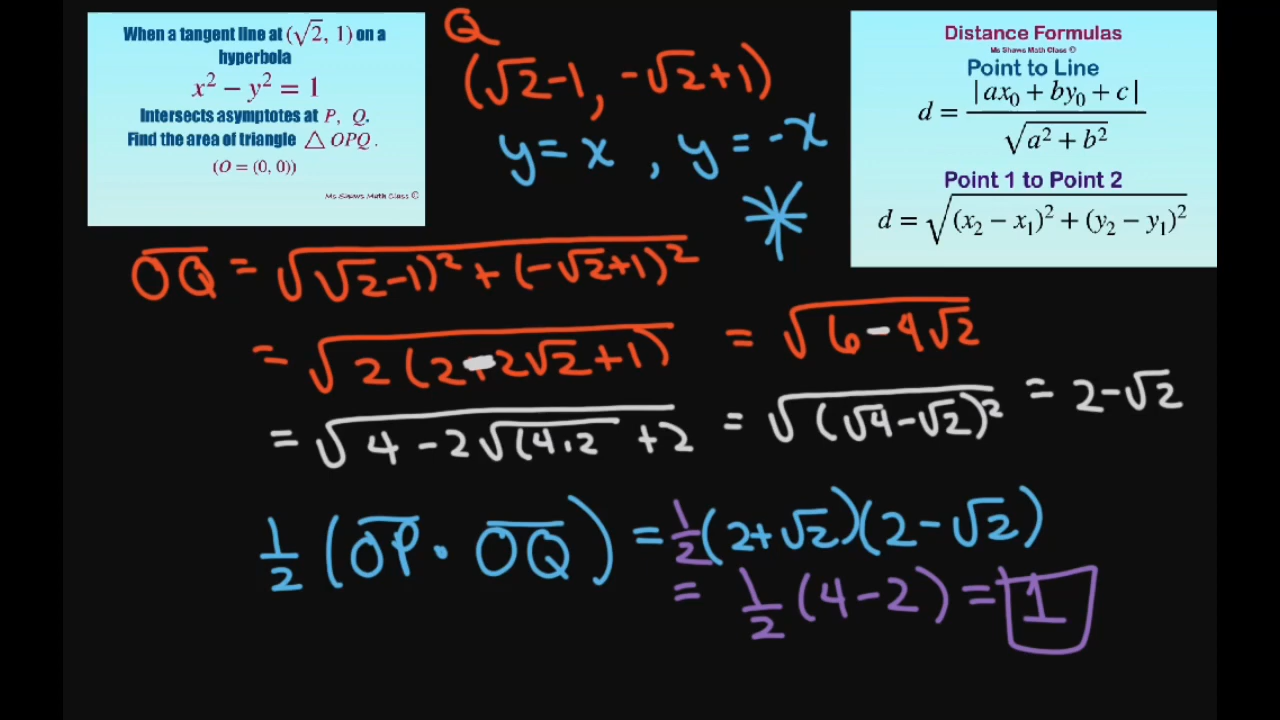 When a tangent line at (√2, 1) on a
hyperbola
x² − y² = 1
Intersects asymptotes at P, Q.
Find the area of triangle △OPQ.
(O = (0, 0))
Ms Shaws Math Class ©
Q
(√2-1, -√2+1)
y = x , y = -x
Distance Formulas
Ms Shaws Math Class ©
Point to Line
d = |ax₀ + by₀ + c| / √(a² + b²)
Point 1 to Point 2
d = √((x₂ − x₁)² + (y₂ − y₁)²)
OQ = √(√2-1)² + (-√2+1)²
= √2(2-2√2+1) = √6-4√2
= √4-2√(4·2 +2 = √(√4-√2)² = 2-√2
1/2 (OP · OQ) = 1/2(2+√2)(2-√2)
= 1/2 (4-2) = 1